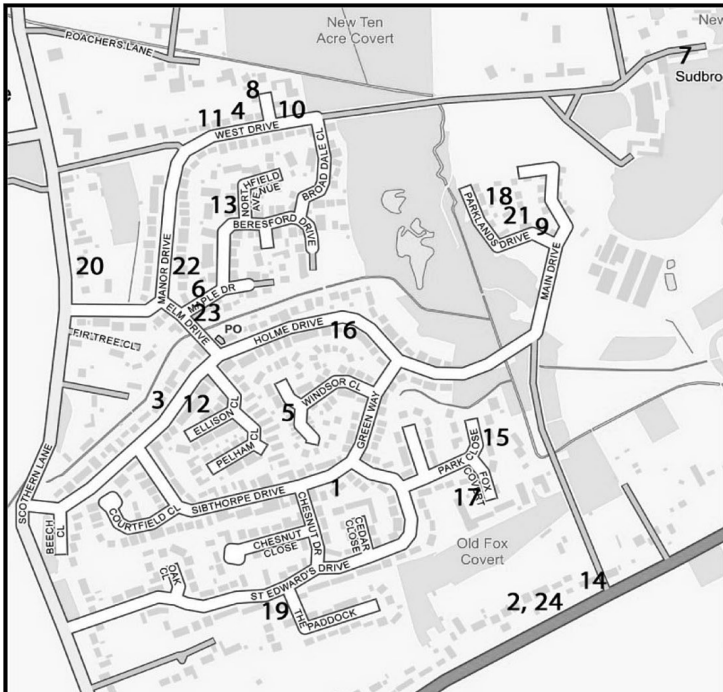 New Ten
Acre Covert
New
POACHERS LANE
7
Sudbroo
8
11 4 10
WEST DRIVE
NORTHFIELD
AVENUE
BROAD DALE CL
13
BERESFORD DRIVE
18
21
9
PARKLANDS
DRIVE
MAIN DRIVE
20
22
MANOR DRIVE
6
MAPLE DR
23
ELM DRIVE
PO
HOLME DRIVE
16
FIR TREE CL
3
12
ELLISON CL
PELHAM CL
5
WINDSOR CL
GREEN WAY
SCOTHERN LANE
15
PARK CLOSE
FOX
COVERT
17
1
SIBTHORPE DRIVE
COURTFIELD CL
BEECH
CL
CHESNUT
CLOSE
CHESNUT DR
CEDAR
CLOSE
Old Fox
Covert
OAK
CL
ST EDWARD'S DRIVE
19
THE
PADDOCK
2, 24
14